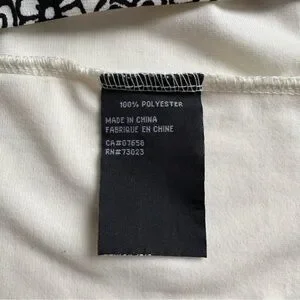 100% POLYESTER
MADE IN CHINA
FABRIQUE EN CHINE
CA#07658
RN#73023